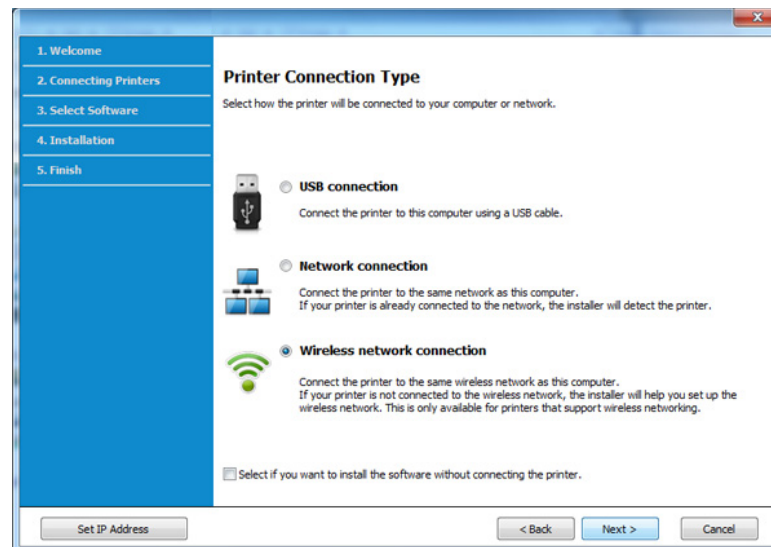 1. Welcome
2. Connecting Printers
3. Select Software
4. Installation
5. Finish
Printer Connection Type
Select how the printer will be connected to your computer or network.
USB connection
Connect the printer to this computer using a USB cable.
Network connection
Connect the printer to the same network as this computer.
If your printer is already connected to the network, the installer will detect the printer.
Wireless network connection
Connect the printer to the same wireless network as this computer.
If your printer is not connected to the wireless network, the installer will help you set up the
wireless network. This is only available for printers that support wireless networking.
Select if you want to install the software without connecting the printer.
Set IP Address
< Back
Next >
Cancel